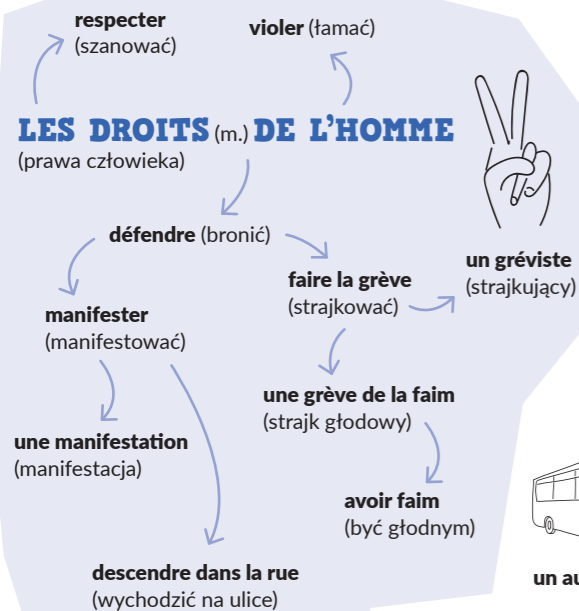 respecter
(szanować)
violer (łamać)
LES DROITS (m.) DE L'HOMME
(prawa człowieka)
défendre (bronić)
un gréviste
(strajkujący)
faire la grève
(strajkować)
manifester
(manifestować)
une grève de la faim
(strajk głodowy)
une manifestation
(manifestacja)
avoir faim
(być głodnym)
descendre dans la rue
(wychodzić na ulice)
un